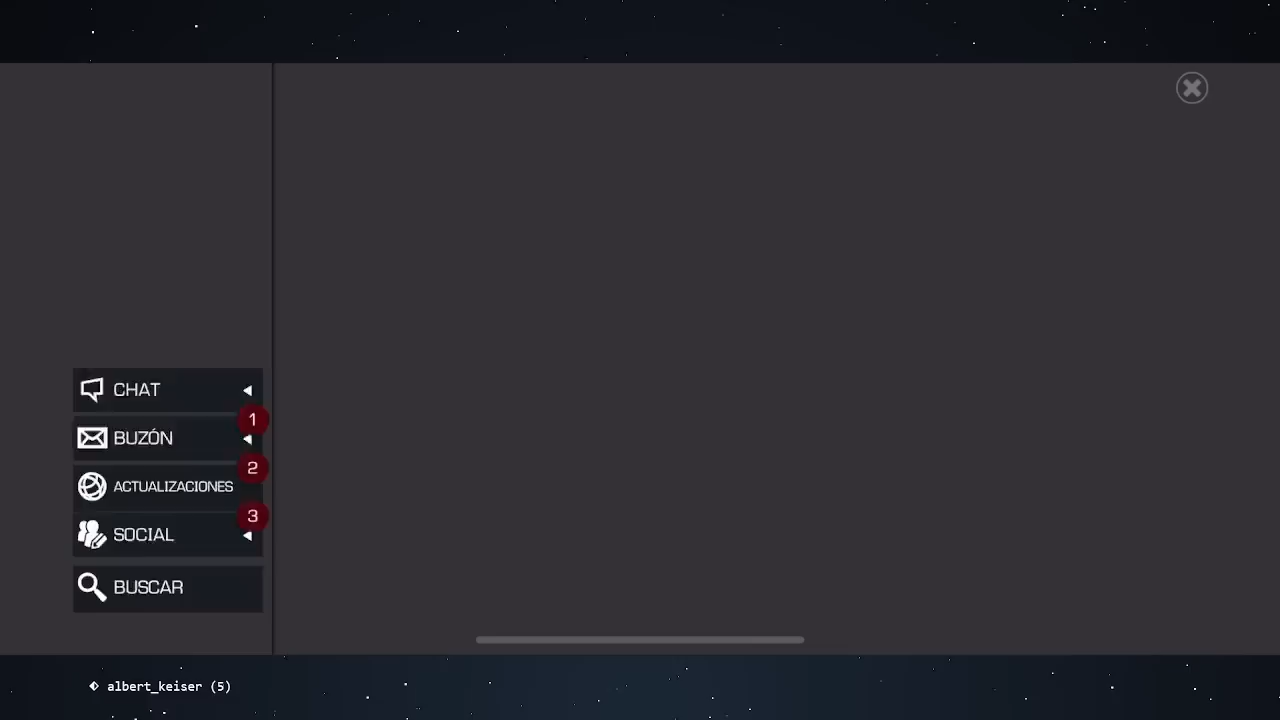 CHAT
1
BUZÓN
2
ACTUALIZACIONES
3
SOCIAL
BUSCAR
albert_keiser (5)